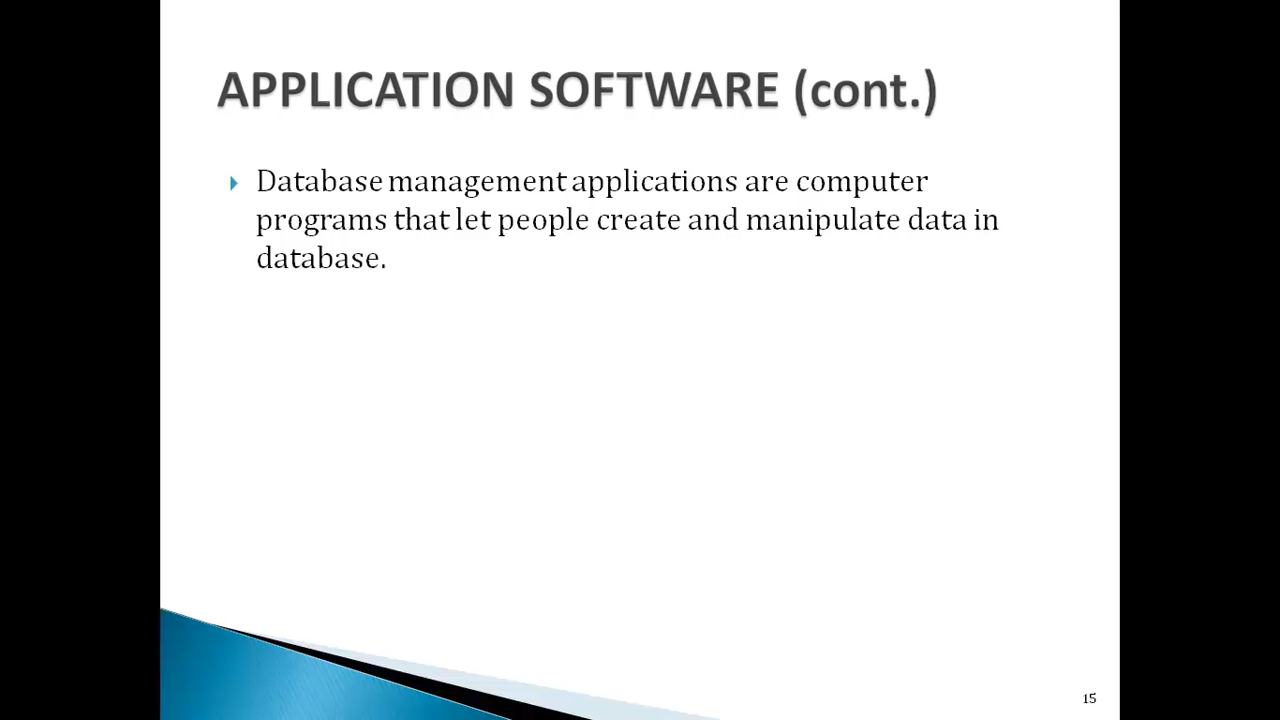 APPLICATION SOFTWARE (cont.)
Database management applications are computer
programs that let people create and manipulate data in
database.
15